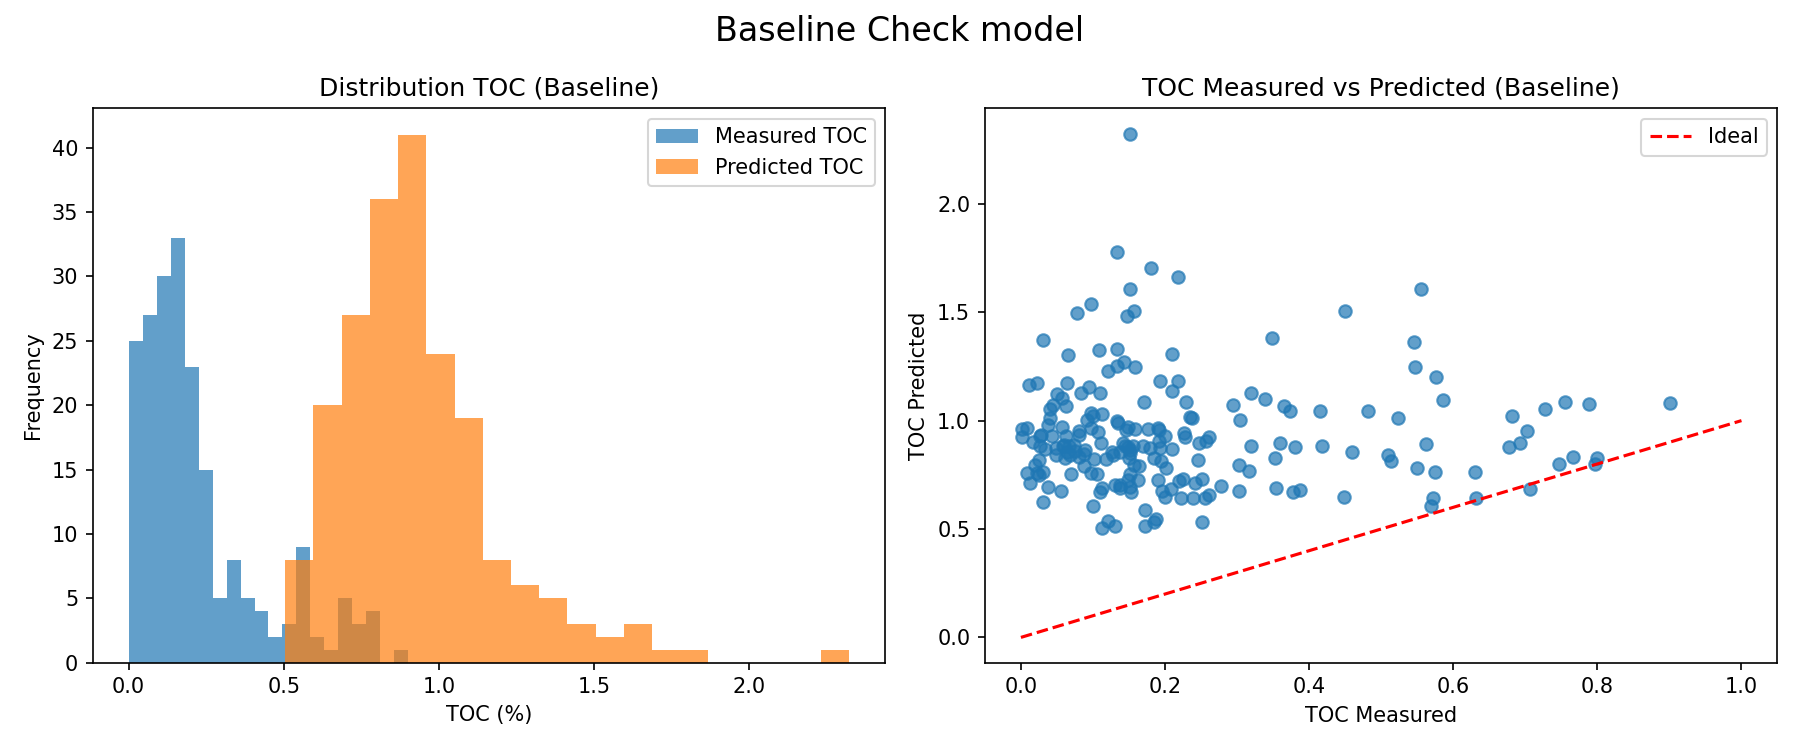 Baseline Check model
Distribution TOC (Baseline)
Measured TOC
Predicted TOC
Frequency
40
35
30
25
20
15
10
5
0
0.0 0.5 1.0 1.5 2.0
TOC (%)
TOC Measured vs Predicted (Baseline)
Ideal
TOC Predicted
2.0
1.5
1.0
0.5
0.0
0.0 0.2 0.4 0.6 0.8 1.0
TOC Measured